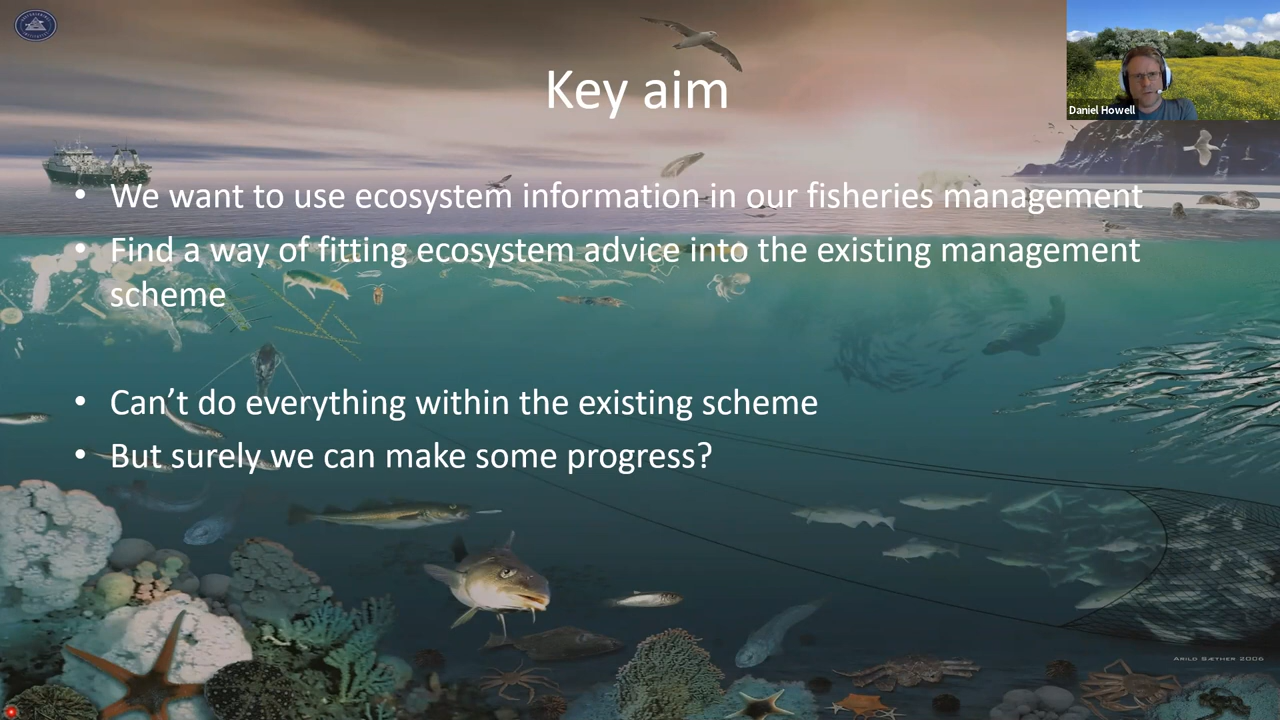 Key aim
Daniel Howell
• We want to use ecosystem information in our fisheries management
• Find a way of fitting ecosystem advice into the existing management
scheme
• Can’t do everything within the existing scheme
• But surely we can make some progress?
Arild Sæther 2006